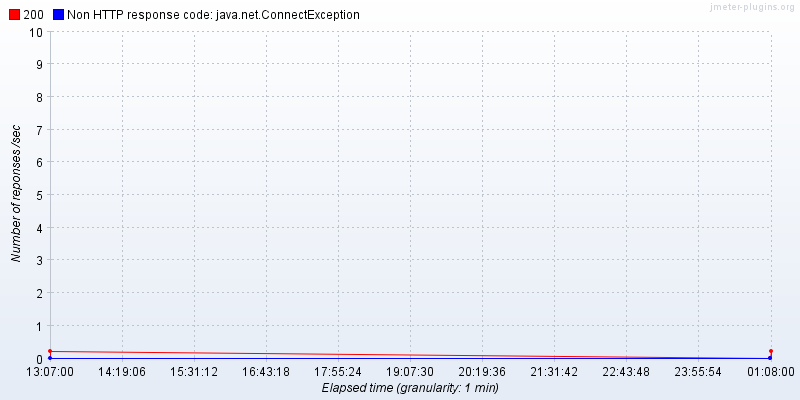 jmeter-plugins.org
200 Non HTTP response code: java.net.ConnectException
10
9
8
7
6
5
4
3
2
1
0
Number of reponses /sec
13:07:00 14:19:06 15:31:12 16:43:18 17:55:24 19:07:30 20:19:36 21:31:42 22:43:48 23:55:54 01:08:00
Elapsed time (granularity: 1 min)